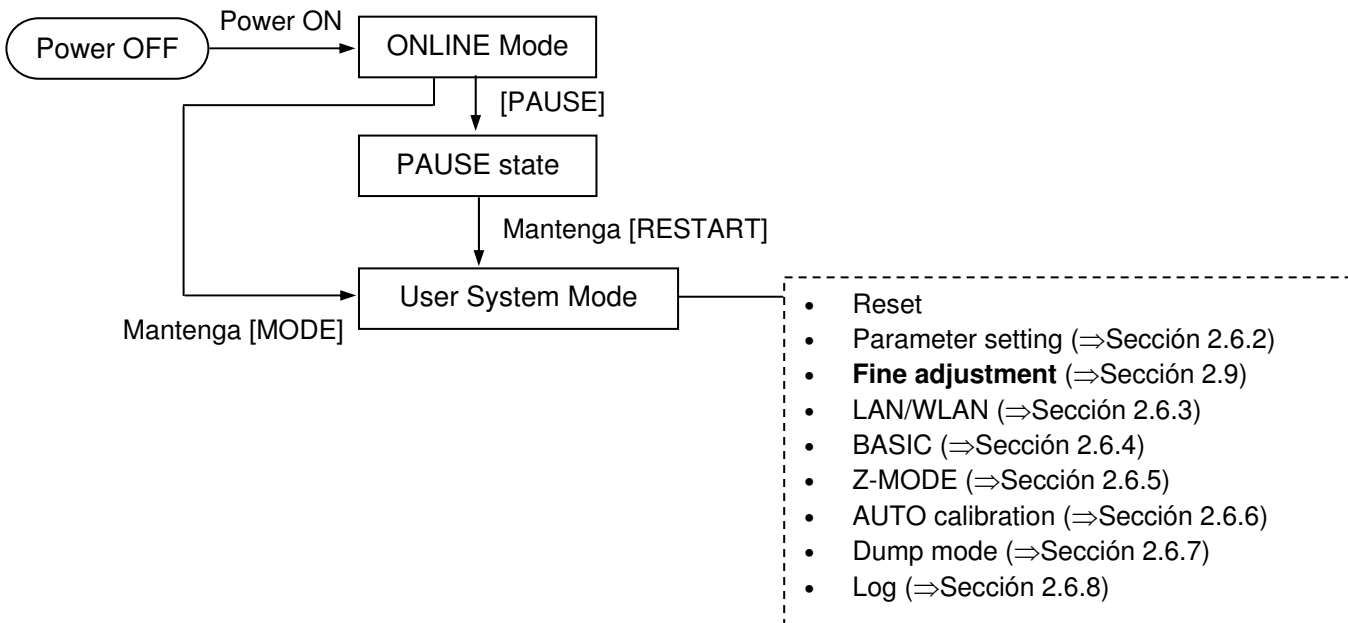 Power OFF
Power ON
ONLINE Mode
[PAUSE]
PAUSE state
Mantenga [RESTART]
User System Mode
Mantenga [MODE]
• Reset
• Parameter setting (⇒Sección 2.6.2)
• Fine adjustment (⇒Sección 2.9)
• LAN/WLAN (⇒Sección 2.6.3)
• BASIC (⇒Sección 2.6.4)
• Z-MODE (⇒Sección 2.6.5)
• AUTO calibration (⇒Sección 2.6.6)
• Dump mode (⇒Sección 2.6.7)
• Log (⇒Sección 2.6.8)